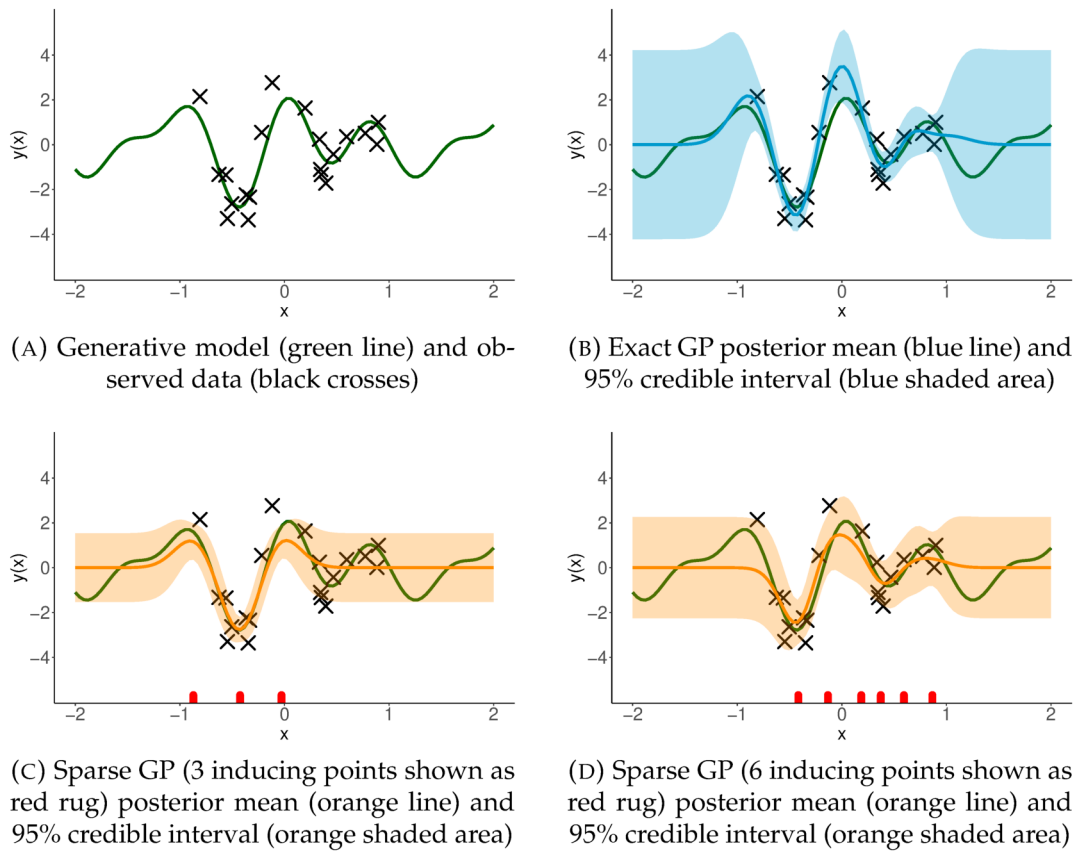 4
2
0
−2
−4
y(x)
−2
−1
0
1
2
x
(A) Generative model (green line) and ob-
served data (black crosses)
4
2
0
−2
−4
y(x)
−2
−1
0
1
2
x
(B) Exact GP posterior mean (blue line) and
95% credible interval (blue shaded area)
4
2
0
−2
−4
y(x)
−2
−1
0
1
2
x
(C) Sparse GP (3 inducing points shown as
red rug) posterior mean (orange line) and
95% credible interval (orange shaded area)
4
2
0
−2
−4
y(x)
−2
−1
0
1
2
x
(D) Sparse GP (6 inducing points shown as
red rug) posterior mean (orange line) and
95% credible interval (orange shaded area)